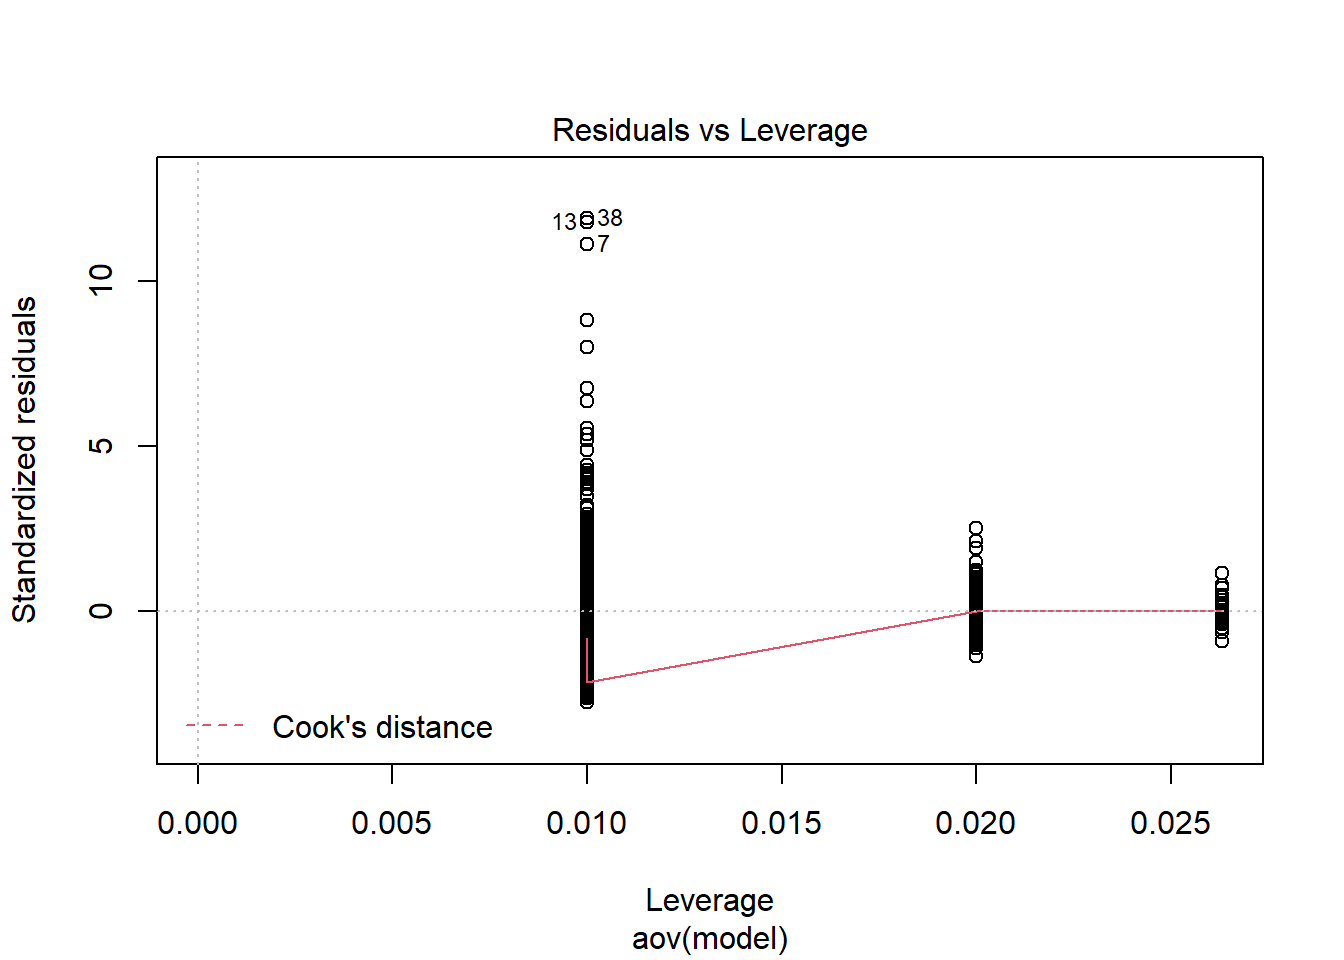 Residuals vs Leverage
Standardized residuals
10
5
0
13
38
7
Cook's distance
0.000 0.005 0.010 0.015 0.020 0.025
Leverage
aov(model)